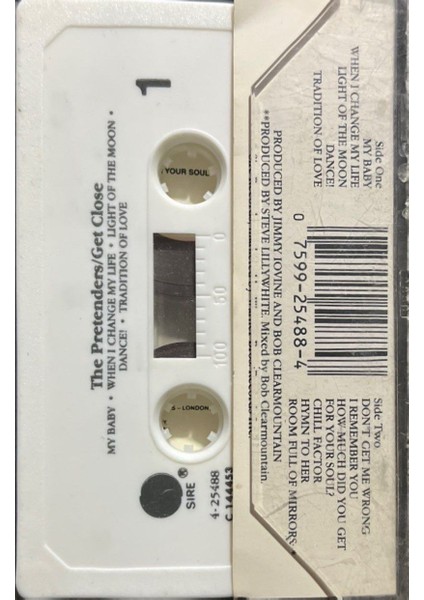 1
The Pretenders/Get Close
MY BABY • WHEN I CHANGE MY LIFE • LIGHT OF THE MOON •
DANCE! • TRADITION OF LOVE
YOUR SOUL
0 50 100
S - LONDON.
SIRE ®
4-25488
C 144453
Side One
MY BABY
WHEN I CHANGE MY LIFE
LIGHT OF THE MOON
DANCE!
TRADITION OF LOVE
0 7599-25488-4
Side Two
DON'T GET ME WRONG
I REMEMBER YOU
HOW MUCH DID YOU GET
FOR YOUR SOUL?
CHILL FACTOR
HYMN TO HER
ROOM FULL OF MIRRORS
PRODUCED BY JIMMY IOVINE AND BOB CLEARMOUNTAIN
**PRODUCED BY STEVE LILLYWHITE. Mixed by Bob Clearmountain.